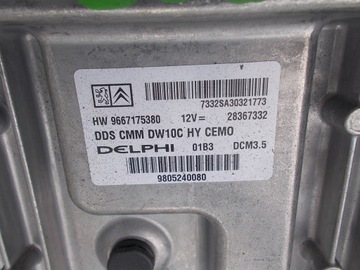 7332SA30321773
HW 9667175380 12V= 28367332
DDS CMM DW10C HY CEMO
DELPHI 01B3 DCM3.5
9805240080